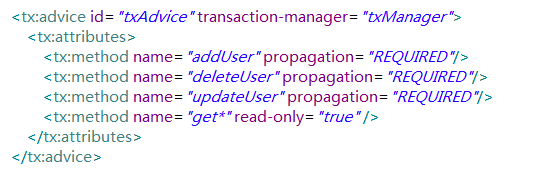 <tx:advice id="txAdvice" transaction-manager="txManager">
<tx:attributes>
<tx:method name="addUser" propagation="REQUIRED"/>
<tx:method name="deleteUser" propagation="REQUIRED"/>
<tx:method name="updateUser" propagation="REQUIRED"/>
<tx:method name="get*" read-only="true" />
</tx:attributes>
</tx:advice>